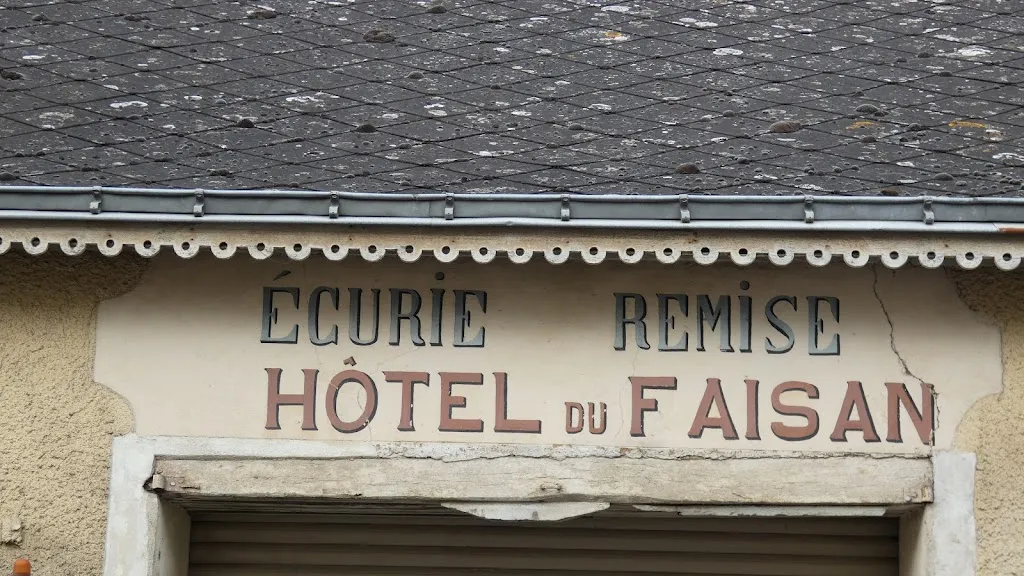 ÉCURiE REMiSE
HÔTEL DU FAISAN